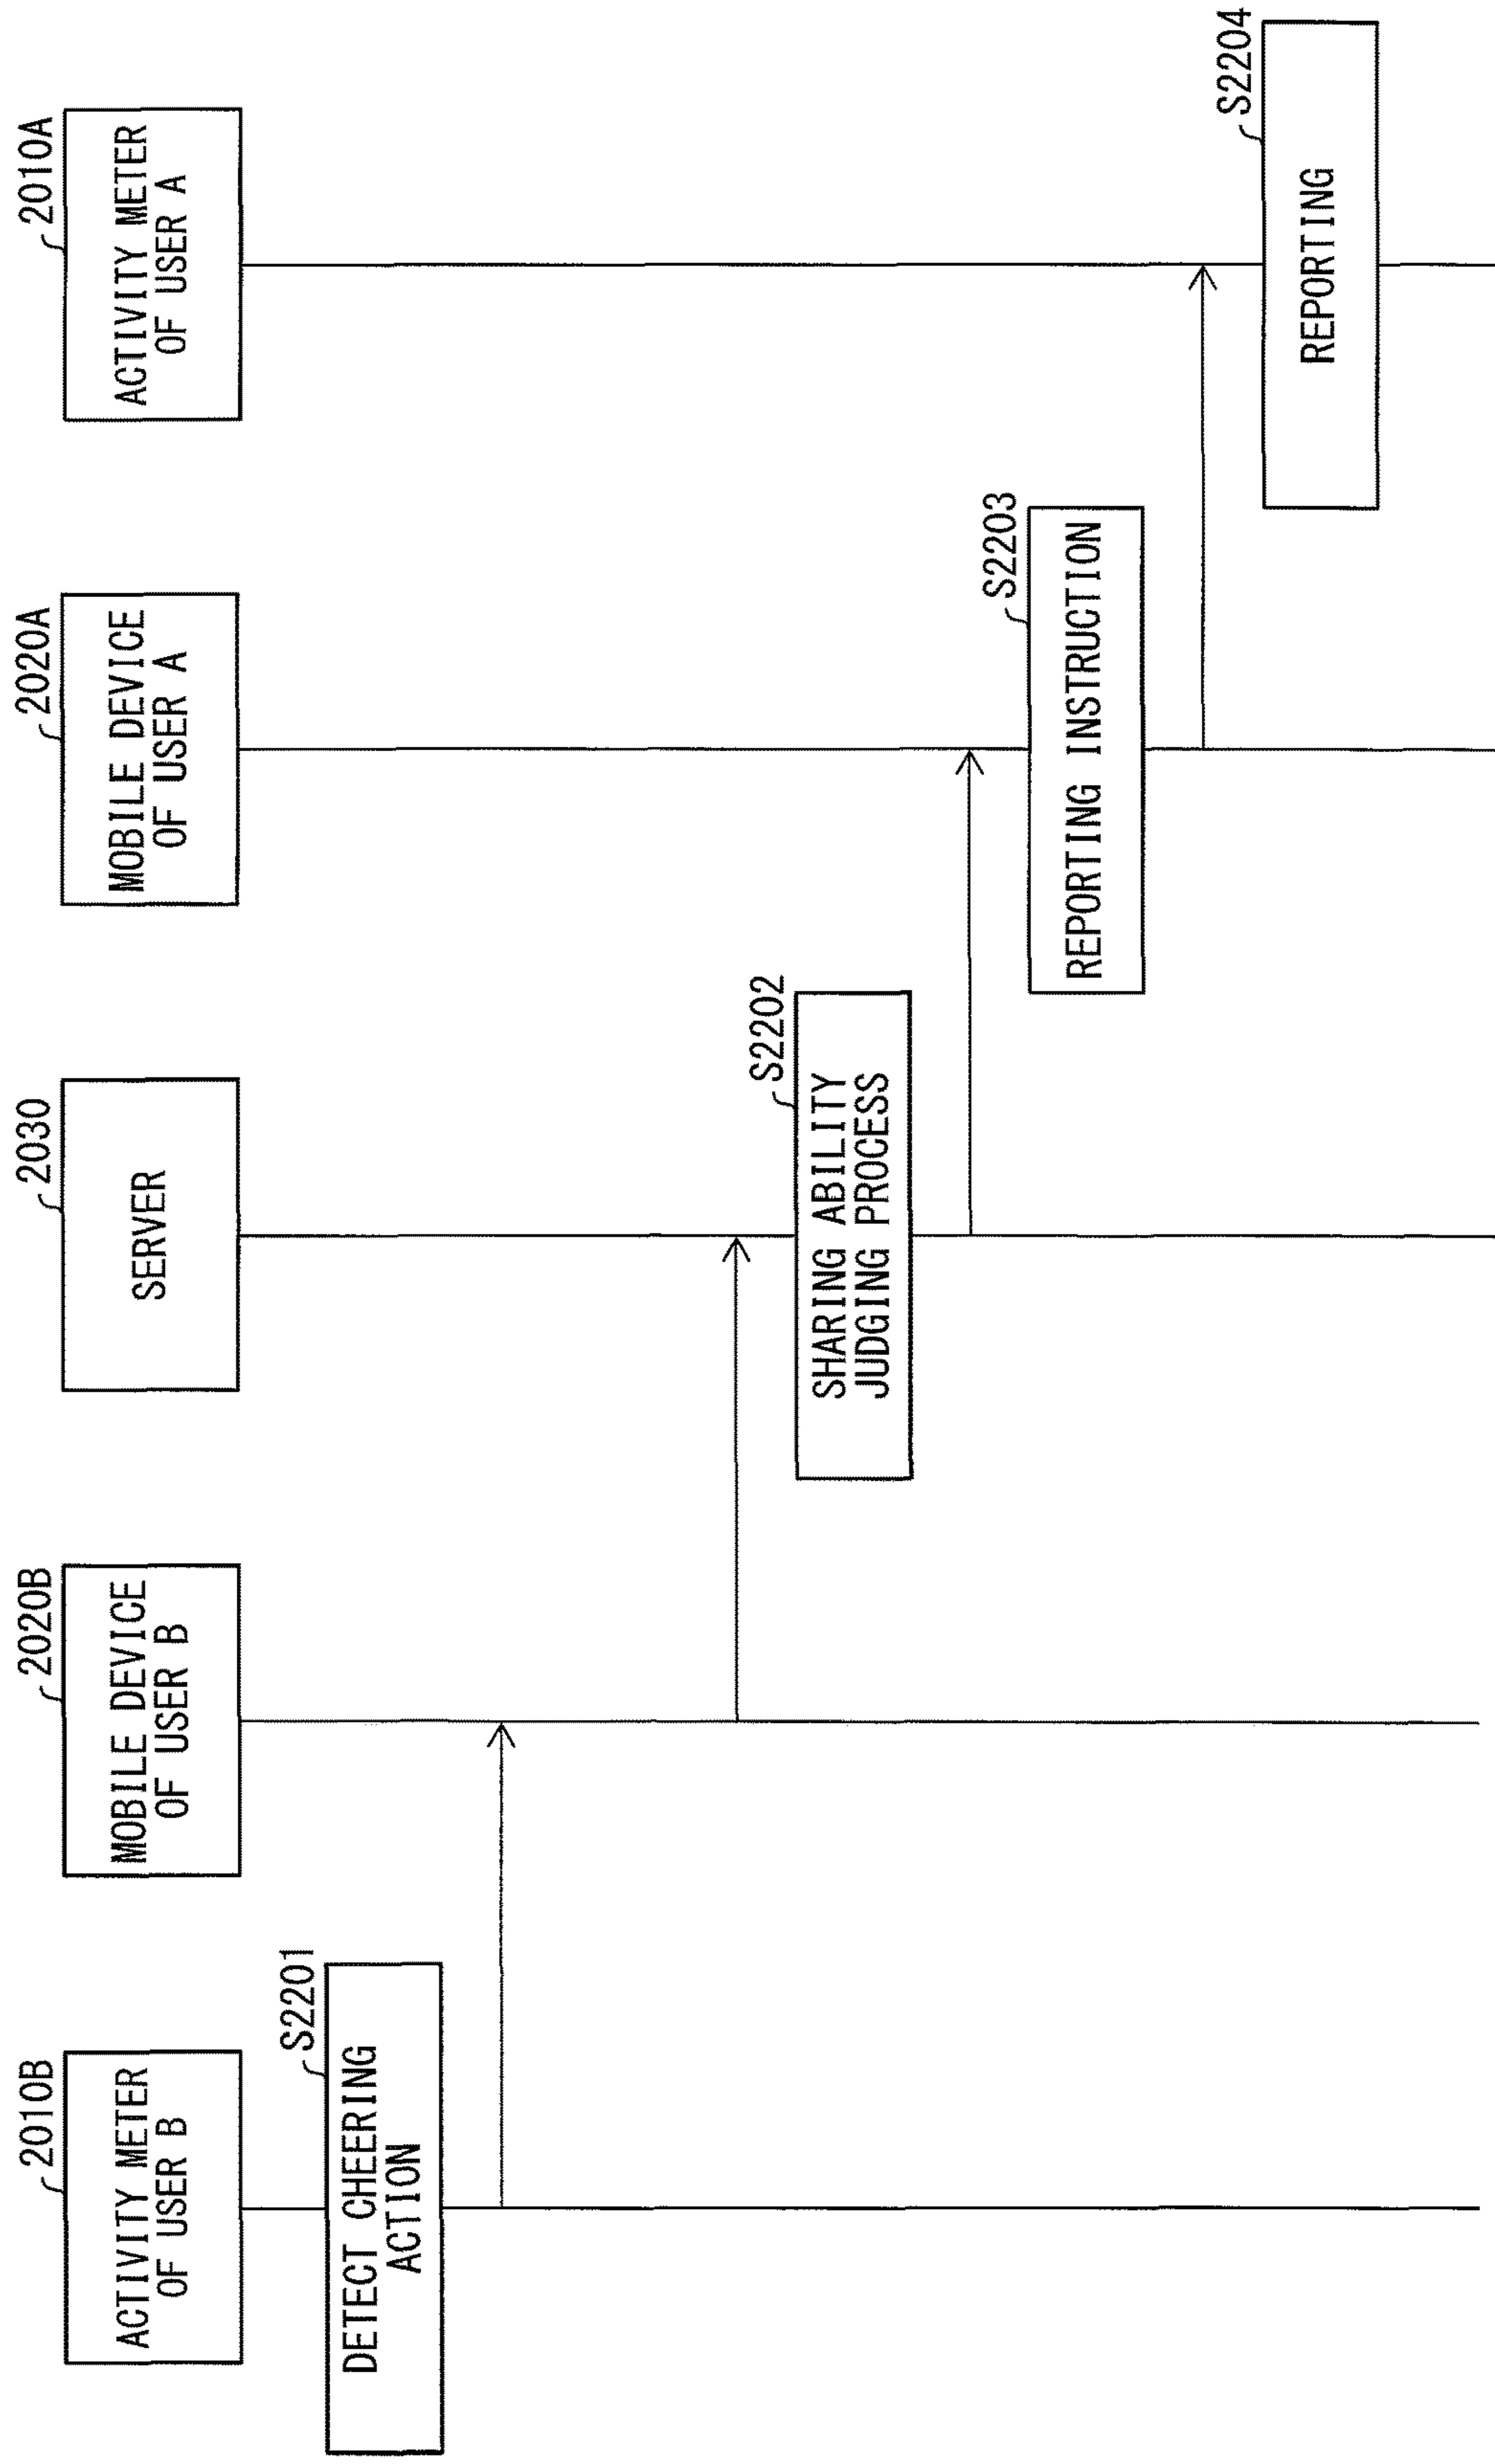 2010B
ACTIVITY METER
OF USER B
2020B
MOBILE DEVICE
OF USER B
2030
SERVER
2020A
MOBILE DEVICE
OF USER A
2010A
ACTIVITY METER
OF USER A
S2201
DETECT CHEERING
ACTION
S2202
SHARING ABILITY
JUDGING PROCESS
S2203
REPORTING INSTRUCTION
S2204
REPORTING